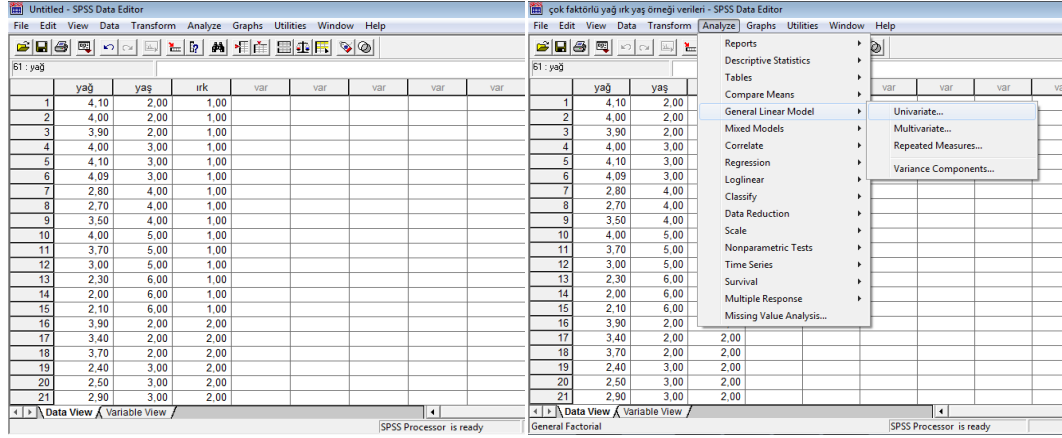 Untitled - SPSS Data Editor
File Edit View Data Transform Analyze Graphs Utilities Window Help
61 : yağ
yağ yaş ırk var var var var var
1 4,10 2,00 1,00
2 4,00 2,00 1,00
3 3,90 2,00 1,00
4 4,00 3,00 1,00
5 4,10 3,00 1,00
6 4,09 3,00 1,00
7 2,80 4,00 1,00
8 2,70 4,00 1,00
9 3,50 4,00 1,00
10 4,00 5,00 1,00
11 3,70 5,00 1,00
12 3,00 5,00 1,00
13 2,30 6,00 1,00
14 2,00 6,00 1,00
15 2,10 6,00 1,00
16 3,90 2,00 2,00
17 3,40 2,00 2,00
18 3,70 2,00 2,00
19 2,40 3,00 2,00
20 2,50 3,00 2,00
21 2,90 3,00 2,00
Data View Variable View
SPSS Processor is ready
çok faktörlü yağ ırk yaş örneği verileri - SPSS Data Editor
File Edit View Data Transform Analyze Graphs Utilities Window Help
61 : yağ
yağ yaş var var var
1 4,10 2,00
2 4,00 2,00
3 3,90 2,00
4 4,00 3,00
5 4,10 3,00
6 4,09 3,00
7 2,80 4,00
8 2,70 4,00
9 3,50 4,00
10 4,00 5,00
11 3,70 5,00
12 3,00 5,00
13 2,30 6,00
14 2,00 6,00
15 2,10 6,00
16 3,90 2,00
17 3,40 2,00 2,00
18 3,70 2,00 2,00
19 2,40 3,00 2,00
20 2,50 3,00 2,00
21 2,90 3,00 2,00
Reports
Descriptive Statistics
Tables
Compare Means
General Linear Model
Mixed Models
Correlate
Regression
Loglinear
Classify
Data Reduction
Scale
Nonparametric Tests
Time Series
Survival
Multiple Response
Missing Value Analysis...
Univariate...
Multivariate...
Repeated Measures...
Variance Components...
Data View Variable View
General Factorial
SPSS Processor is ready